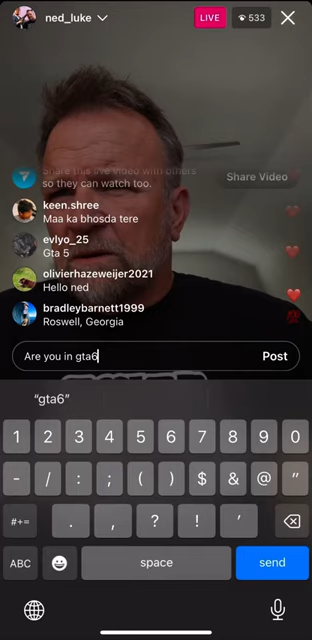 ned_luke
LIVE
533
Share this live video with others
so they can watch too.
Share Video
keen.shree
Maa ka bhosda tere
evlyo_25
Gta 5
olivierhazeweijer2021
Hello ned
bradleybarnett1999
Roswell, Georgia
💯
Are you in gta6
Post
“gta6”
1 2 3 4 5 6 7 8 9 0
- / : ; ( ) $ & @ "
#+= . , ? ! '
ABC space send